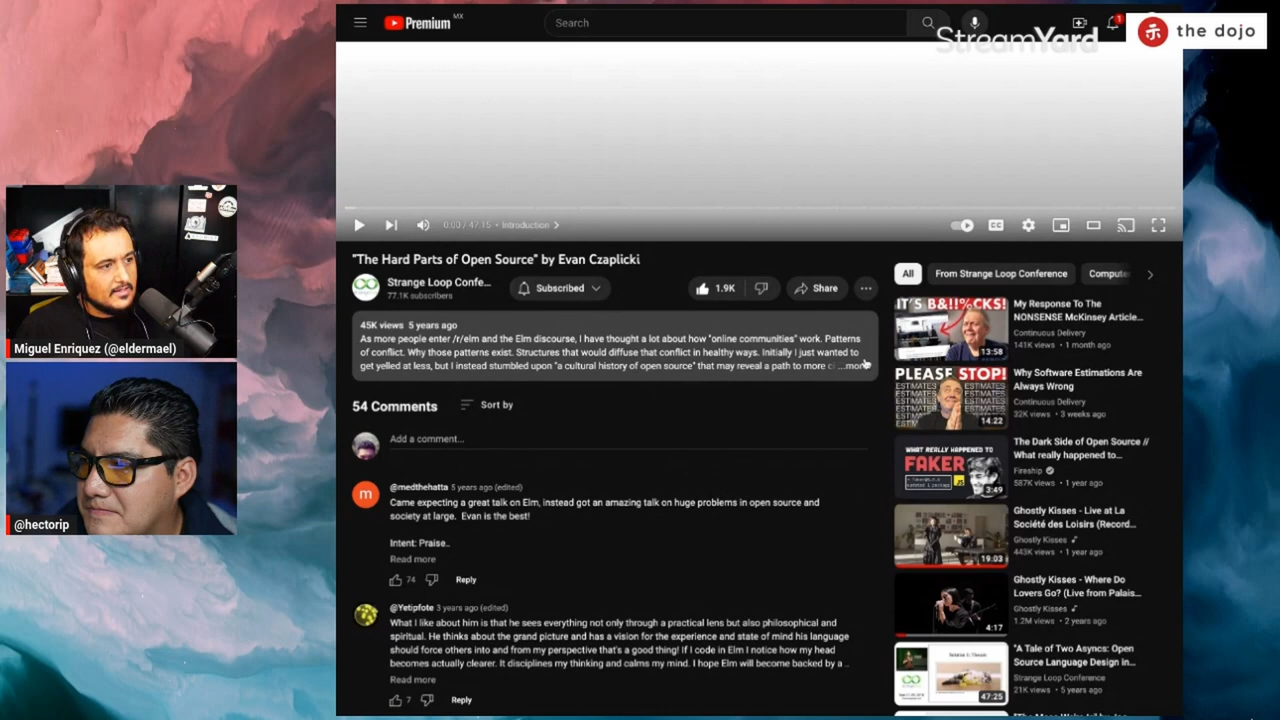 Premium MX
Search
StreamYard
the dojo
0:00 / 47:15 • Introduction
"The Hard Parts of Open Source" by Evan Czaplicki
Strange Loop Confe...
77.1K subscribers
Subscribed
1.9K
Share
45K views 5 years ago
As more people enter /r/elm and the Elm discourse, I have thought a lot about how "online communities" work. Patterns
of conflict. Why those patterns exist. Structures that would diffuse that conflict in healthy ways. Initially I just wanted to
get yelled at less, but I instead stumbled upon "a cultural history of open source" that may reveal a path to more
54 Comments
Sort by
Add a comment...
@medthehatta 5 years ago (edited)
Came expecting a great talk on Elm, instead got an amazing talk on huge problems in open source and
society at large. Evan is the best!
Intent: Praise..
Read more
74
Reply
@Yetipfote 3 years ago (edited)
What I like about him is that he sees everything not only through a practical lens but also philosophical and
spiritual. He thinks about the grand picture and has a vision for the experience and state of mind his language
should force others into and from my perspective that's a good thing! If I code in Elm I notice how my head
becomes actually clearer. It disciplines my thinking and calms my mind. I hope Elm will become backed by a ..
Read more
7
Reply
All
From Strange Loop Conference
Compute
IT'S B&!!%CKS!
13:58
My Response To The
NONSENSE McKinsey Article...
Continuous Delivery
141K views • 1 month ago
PLEASE STOP!
ESTIMATES
14:22
Why Software Estimations Are
Always Wrong
Continuous Delivery
32K views • 3 weeks ago
WHAT REALLY HAPPENED TO
FAKER
3:49
The Dark Side of Open Source //
What really happened to...
Fireship
587K views • 1 year ago
19:03
Ghostly Kisses - Live at La
Société des Loisirs (Record...
Ghostly Kisses
443K views • 1 year ago
4:17
Ghostly Kisses - Where Do
Lovers Go? (Live from Palais...
Ghostly Kisses
1.2M views • 2 years ago
47:25
"A Tale of Two Asyncs: Open
Source Language Design in...
Strange Loop Conference
21K views • 5 years ago
Miguel Enriquez (@eldermael)
@hectorip